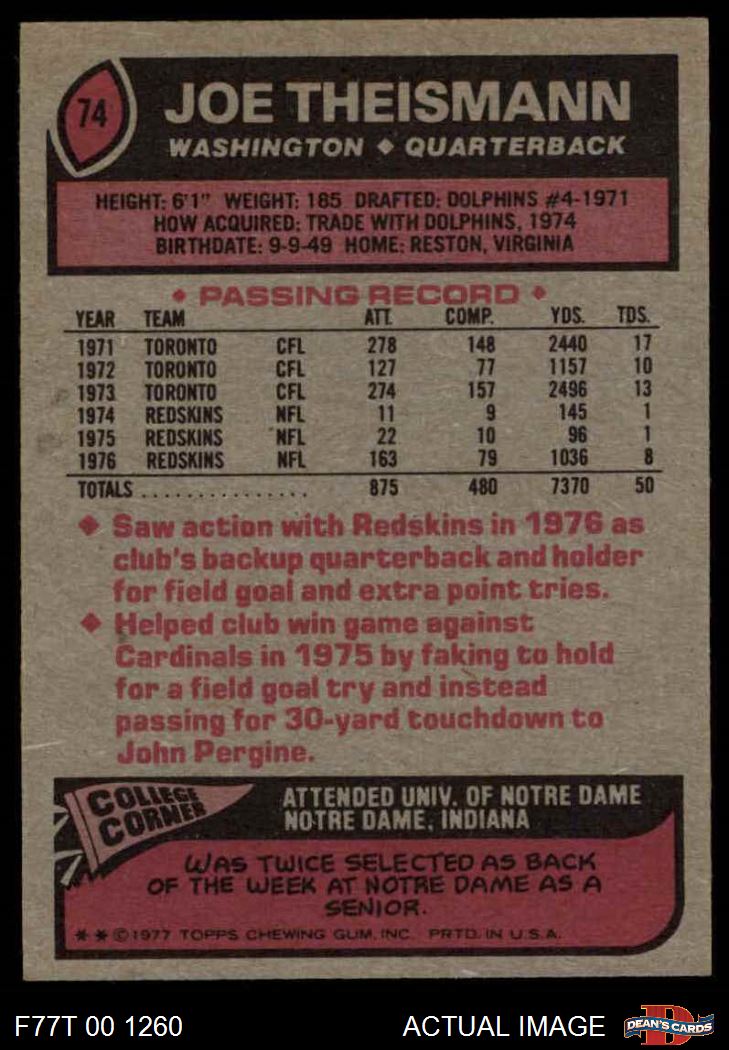 74
JOE THEISMANN
WASHINGTON ◆ QUARTERBACK
HEIGHT: 6'1" WEIGHT: 185 DRAFTED: DOLPHINS #4-1971
HOW ACQUIRED: TRADE WITH DOLPHINS, 1974
BIRTHDATE: 9-9-49 HOME: RESTON, VIRGINIA
◆ PASSING RECORD ◆
YEAR TEAM ATT. COMP. YDS. TDS.
1971 TORONTO CFL 278 148 2440 17
1972 TORONTO CFL 127 77 1157 10
1973 TORONTO CFL 274 157 2496 13
1974 REDSKINS NFL 11 9 145 1
1975 REDSKINS NFL 22 10 96 1
1976 REDSKINS NFL 163 79 1036 8
TOTALS . . . . . . . . . . . . . . . 875 480 7370 50
◆ Saw action with Redskins in 1976 as
club's backup quarterback and holder
for field goal and extra point tries.
◆ Helped club win game against
Cardinals in 1975 by faking to hold
for a field goal try and instead
passing for 30-yard touchdown to
John Pergine.
COLLEGE
CORNER
ATTENDED UNIV. OF NOTRE DAME
NOTRE DAME, INDIANA
WAS TWICE SELECTED AS BACK
OF THE WEEK AT NOTRE DAME AS A
SENIOR.
* * © 1977 TOPPS CHEWING GUM, INC. PRTD. IN U.S.A.
F77T 00 1260 ACTUAL IMAGE
D
DEAN'S CARDS